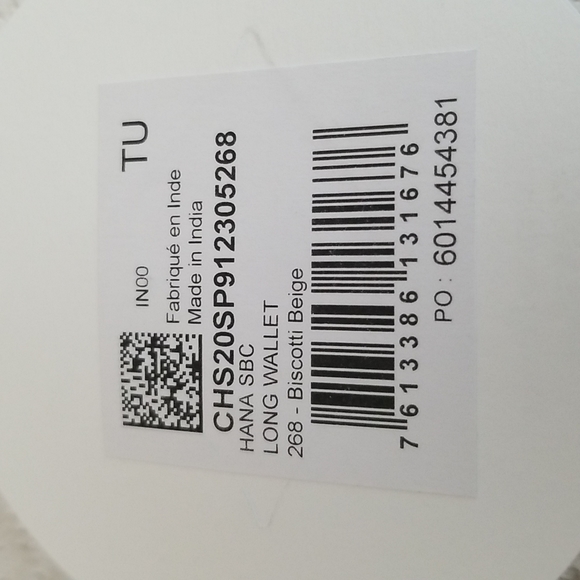 TU
IN00
Fabriqué en Inde
Made in India
CHS20SP912305268
HANA SBC
LONG WALLET
268 - Biscotti Beige
7 613386 131676
PO : 6014454381